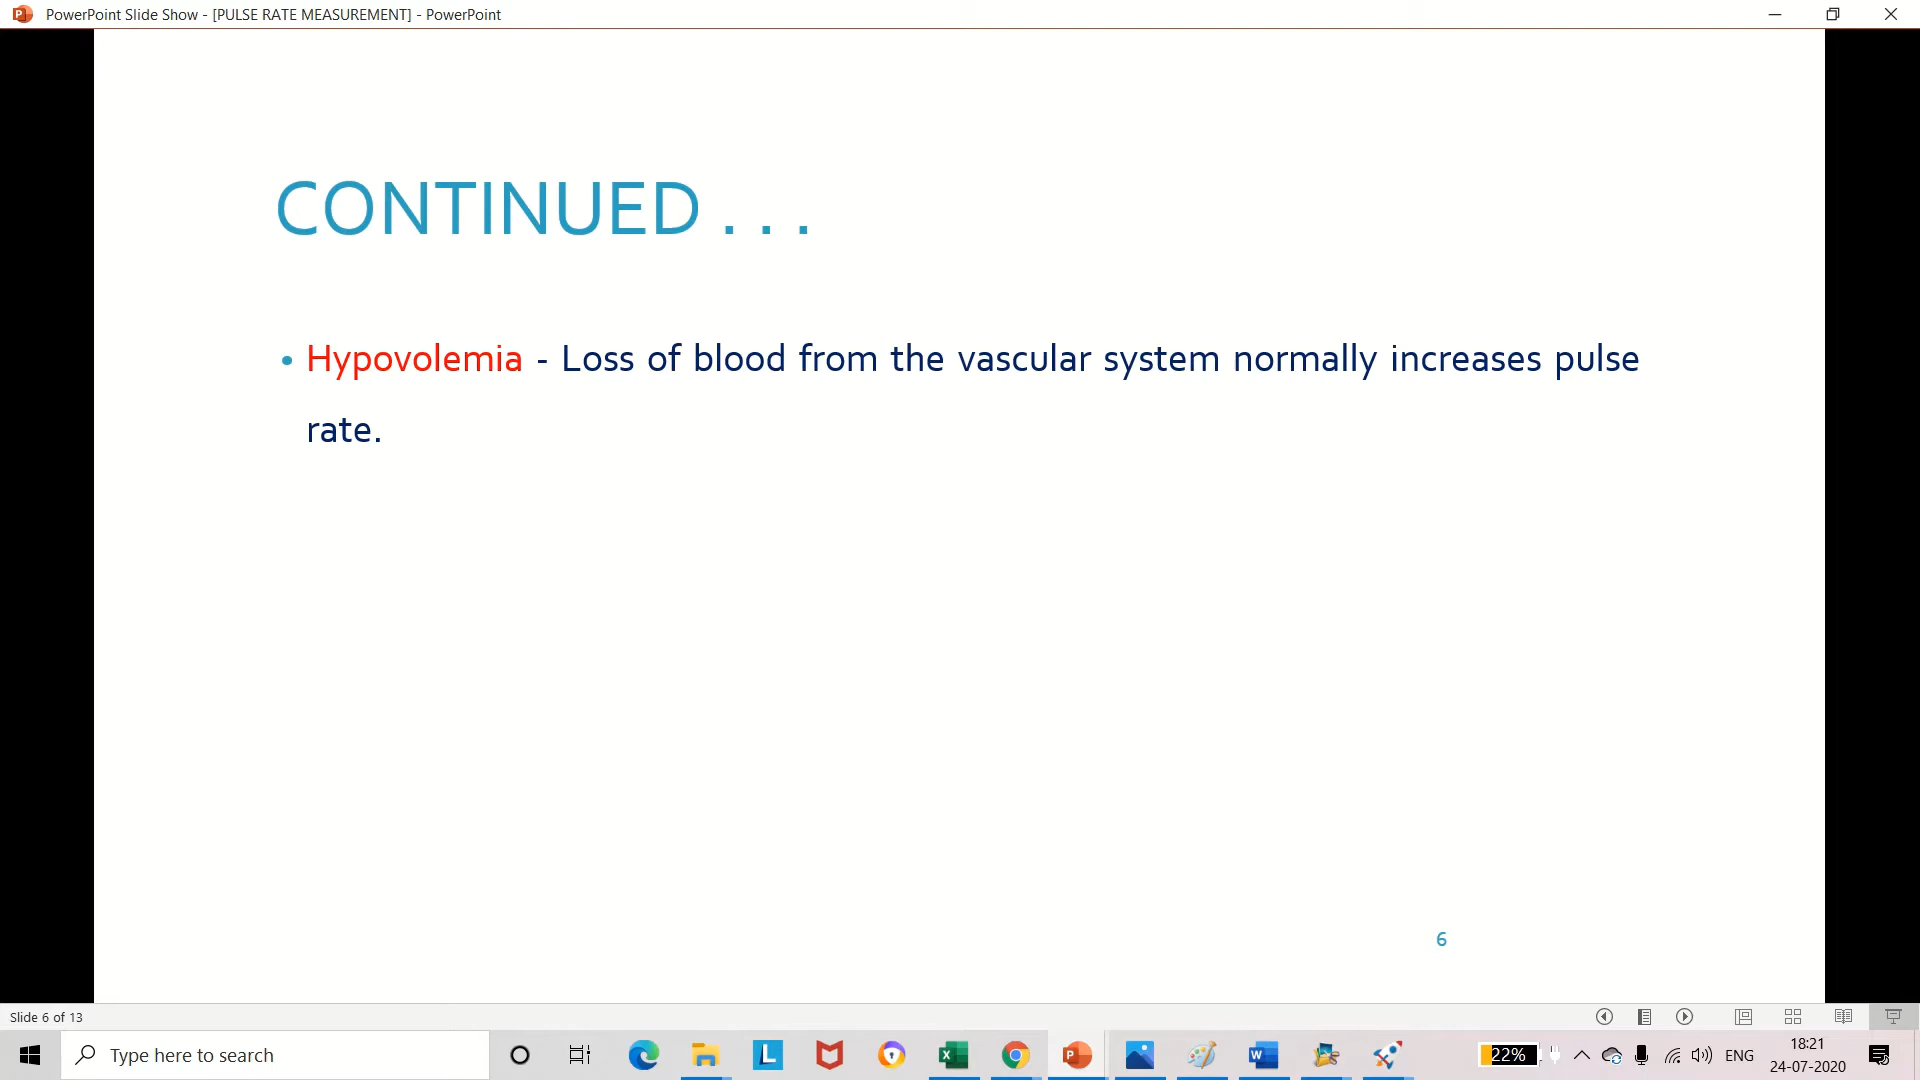 PowerPoint Slide Show - [PULSE RATE MEASUREMENT] - PowerPoint
CONTINUED . . .
• Hypovolemia - Loss of blood from the vascular system normally increases pulse
rate.
6
Slide 6 of 13
Type here to search
22%
ENG
18:21
24-07-2020